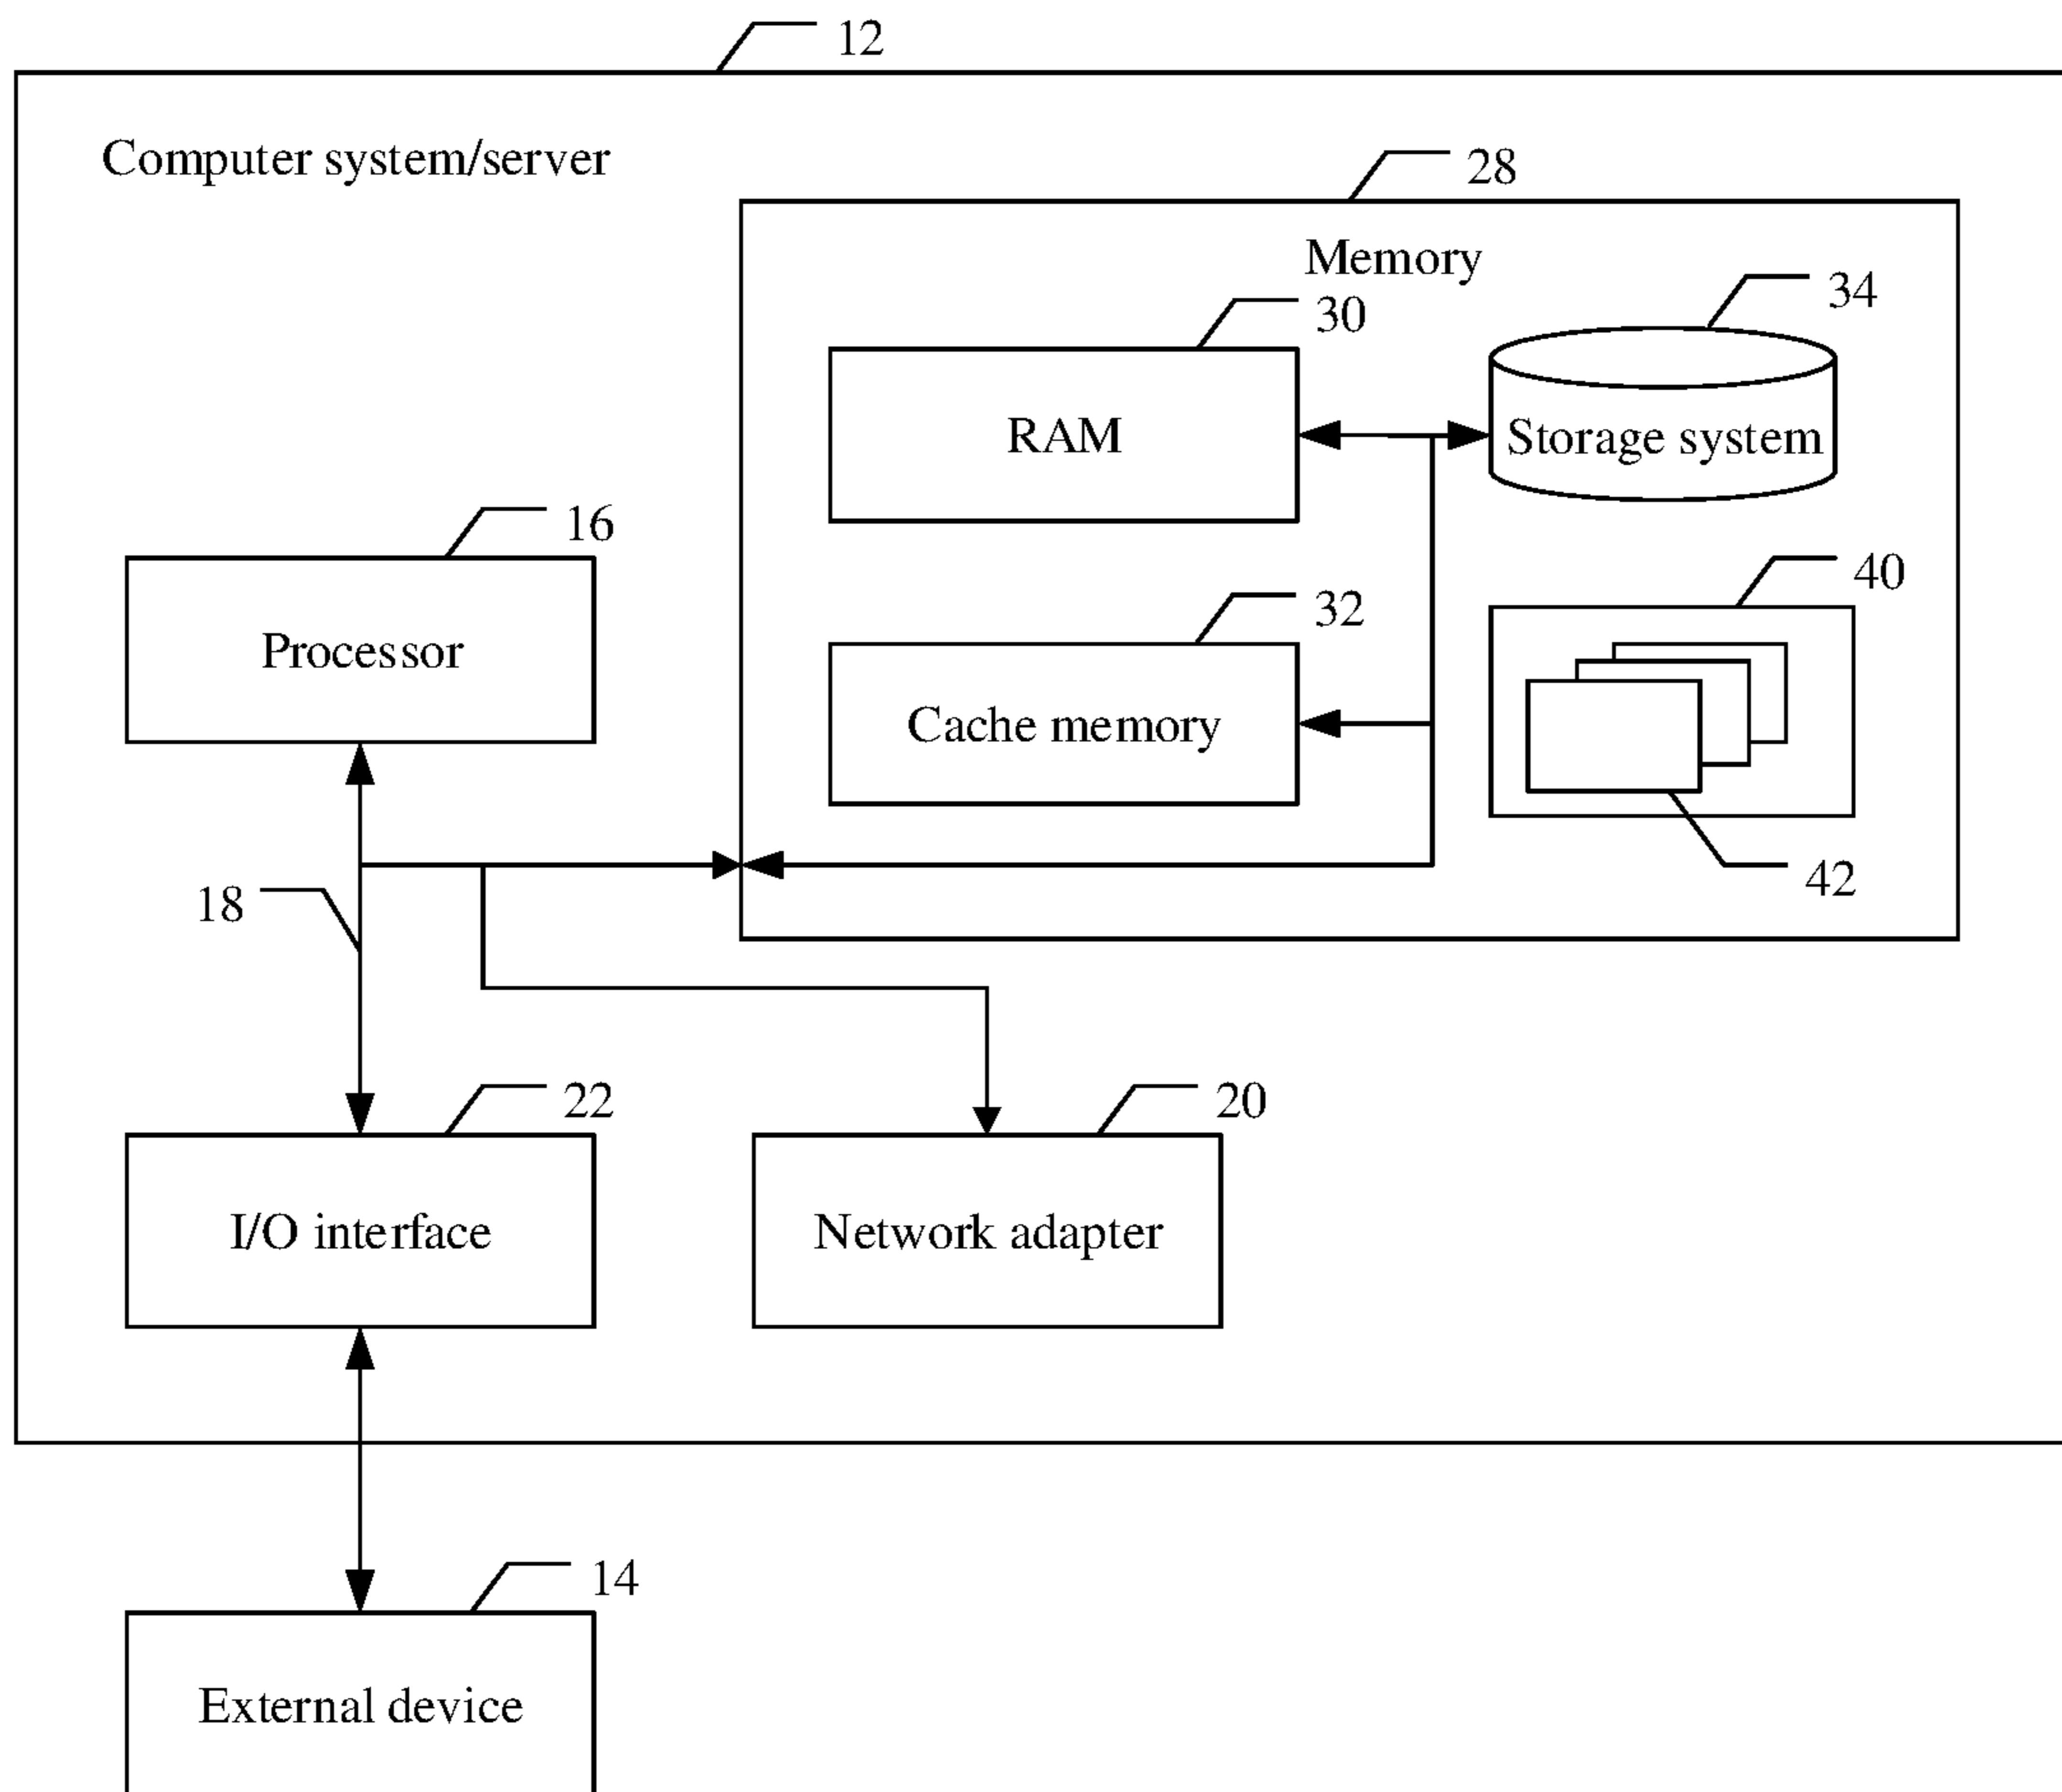 12
Computer system/server
28
Memory
34
30
RAM
Storage system
16
40
32
Processor
Cache memory
42
18
22
20
I/O interface
Network adapter
14
External device